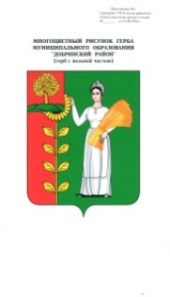 МНОГОЦВЕТНЫЙ РИСУНОК ГЕРБА
МУНИЦИПАЛЬНОГО ОБРАЗОВАНИЯ
"ДОБРИНСКИЙ РАЙОН"
(герб с вольной частью)